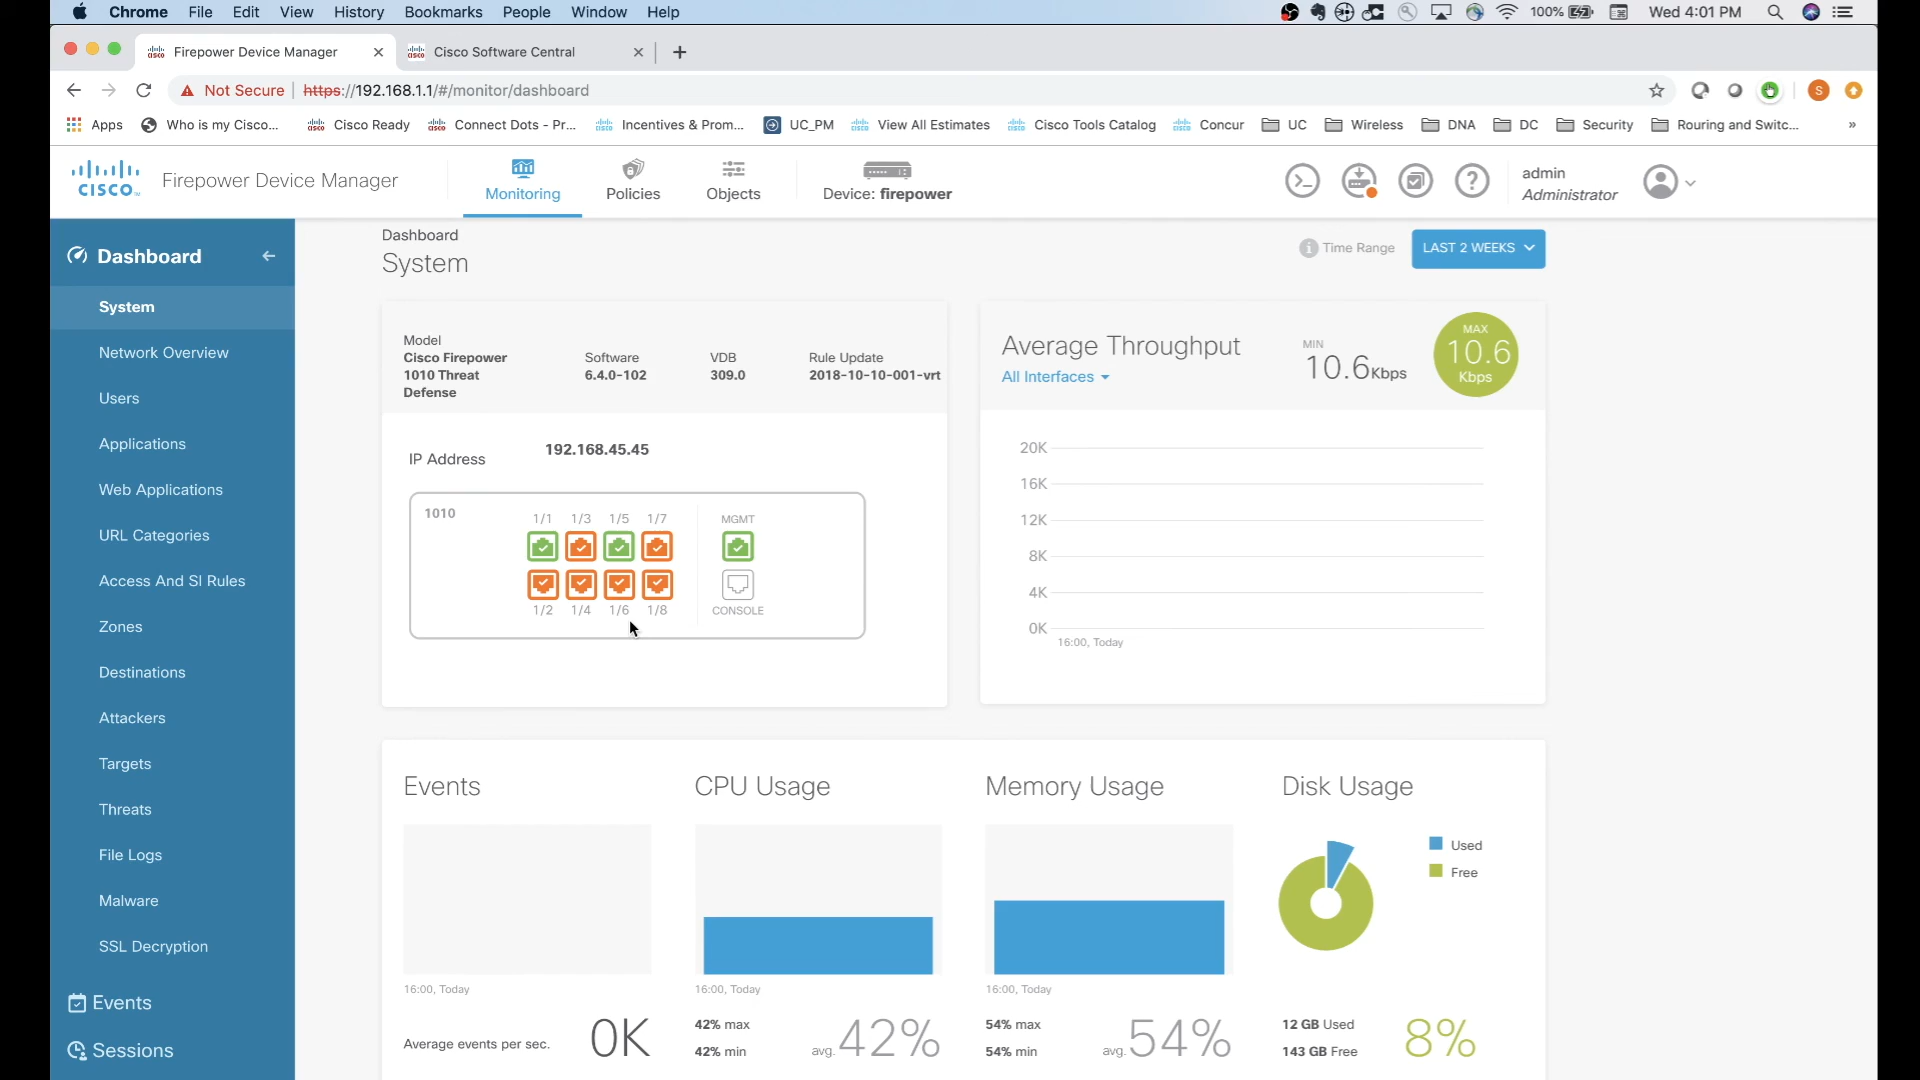 Chrome File Edit View History Bookmarks People Window Help
100% Wed 4:01 PM
Firepower Device Manager
Cisco Software Central
Not Secure https://192.168.1.1/#/monitor/dashboard
S
Apps Who is my Cisco... Cisco Ready Connect Dots - Pr... Incentives & Prom... UC_PM View All Estimates Cisco Tools Catalog Concur UC Wireless DNA DC Security Rouring and Switc... »
CISCO
Firepower Device Manager
Monitoring
Policies
Objects
Device: firepower
admin
Administrator
Dashboard
System
Network Overview
Users
Applications
Web Applications
URL Categories
Access And SI Rules
Zones
Destinations
Attackers
Targets
Threats
File Logs
Malware
SSL Decryption
Events
Sessions
Dashboard
System
Time Range
LAST 2 WEEKS
Model
Cisco Firepower
1010 Threat
Defense
Software
6.4.0-102
VDB
309.0
Rule Update
2018-10-10-001-vrt
IP Address
192.168.45.45
1010
1/1 1/3 1/5 1/7 MGMT
1/2 1/4 1/6 1/8 CONSOLE
Average Throughput
All Interfaces
MIN
10.6Kbps
MAX
10.6
Kbps
20K
16K
12K
8K
4K
0K
16:00, Today
Events
16:00, Today
Average events per sec. 0K
CPU Usage
16:00, Today
42% max
42% min
avg. 42%
Memory Usage
16:00, Today
54% max
54% min
avg. 54%
Disk Usage
Used
Free
12 GB Used
143 GB Free
8%